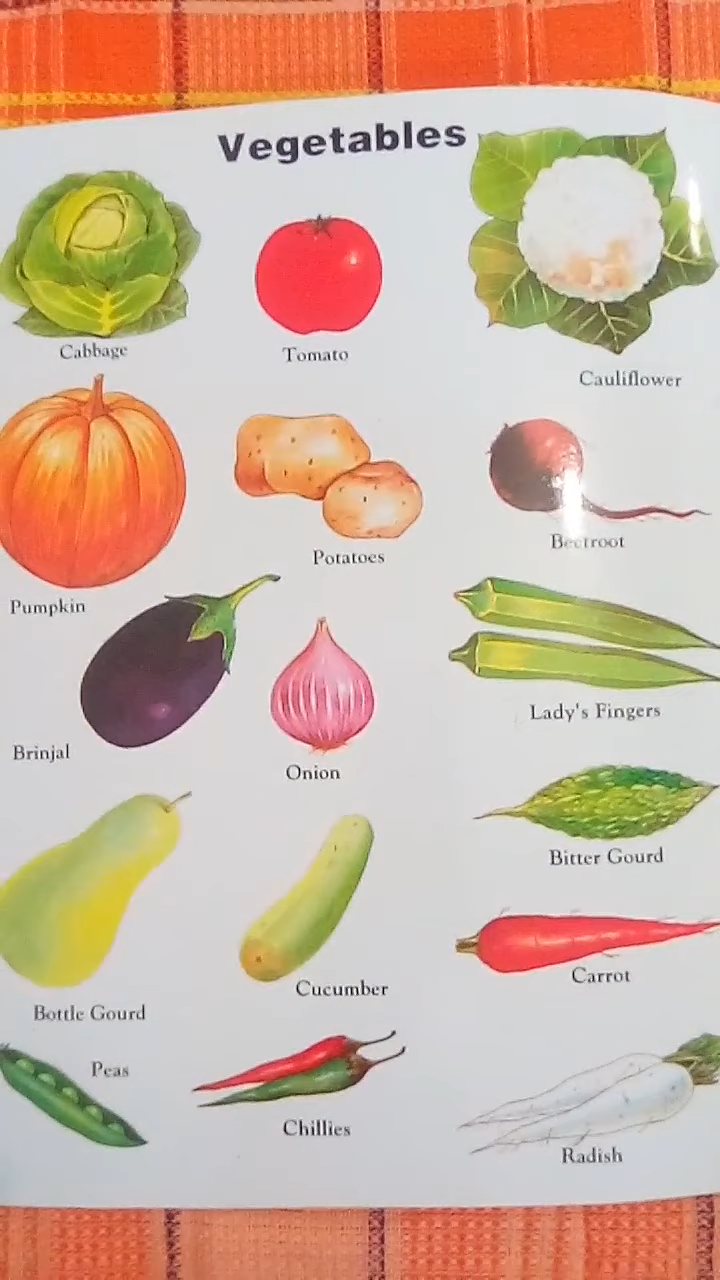 Vegetables
Cabbage
Tomato
Cauliflower
Pumpkin
Potatoes
Beetroot
Brinjal
Onion
Lady's Fingers
Bottle Gourd
Cucumber
Bitter Gourd
Carrot
Peas
Chillies
Radish